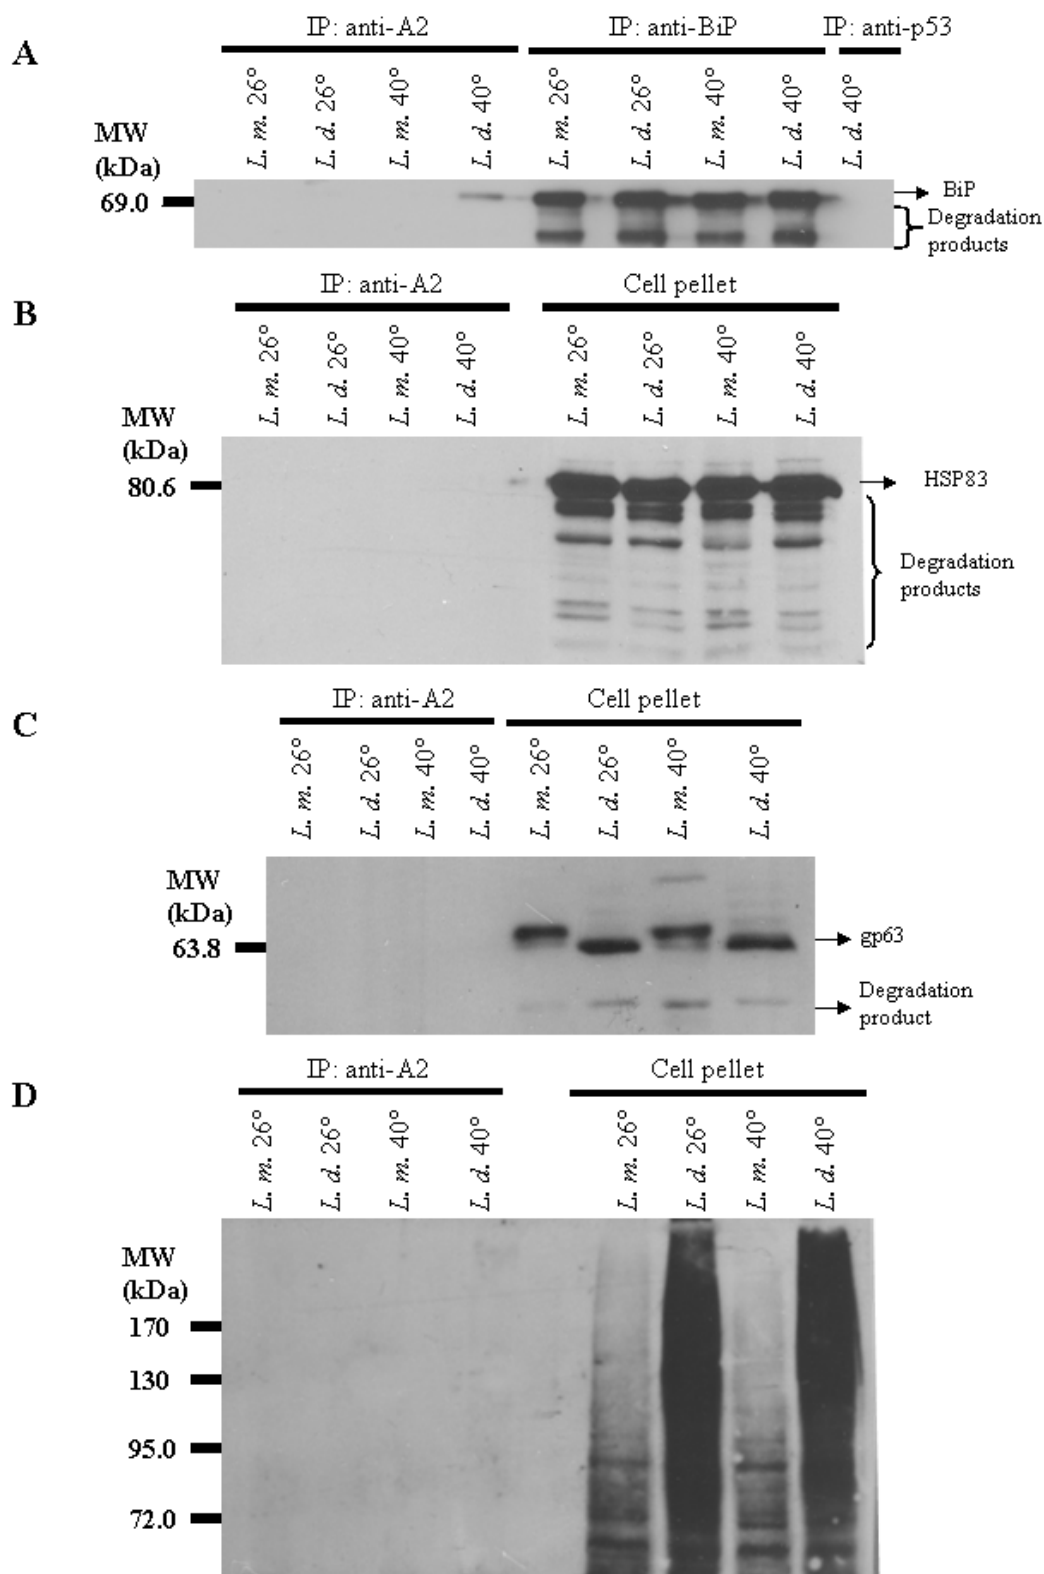 A
IP: anti-A2
IP: anti-BiP
IP: anti-p53
L. m. 26°
L. d. 26°
L. m. 40°
L. d. 40°
L. m. 26°
L. d. 26°
L. m. 40°
L. d. 40°
L. d. 40°
MW
(kDa)
69.0
BiP
Degradation
products
B
IP: anti-A2
Cell pellet
L. m. 26°
L. d. 26°
L. m. 40°
L. d. 40°
L. m. 26°
L. d. 26°
L. m. 40°
L. d. 40°
MW
(kDa)
80.6
HSP83
Degradation
products
C
IP: anti-A2
Cell pellet
L. m. 26°
L. d. 26°
L. m. 40°
L. d. 40°
L. m. 26°
L. d. 26°
L. m. 40°
L. d. 40°
MW
(kDa)
63.8
gp63
Degradation
product
D
IP: anti-A2
Cell pellet
L. m. 26°
L. d. 26°
L. m. 40°
L. d. 40°
L. m. 26°
L. d. 26°
L. m. 40°
L. d. 40°
MW
(kDa)
170
130
95.0
72.0